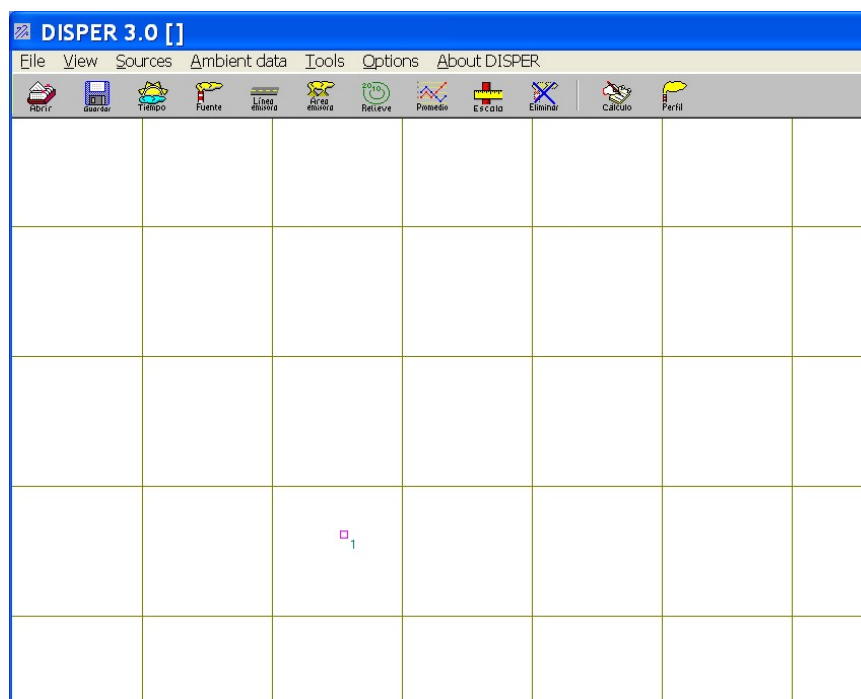 DISPER 3.0 []
File View Sources Ambient data Tools Options About DISPER
Abrir Guardar Tiempo Fuente Línea emisora Area emisora 2010 Relieve Promedio Escala Eliminar Cálculo Perfil
1